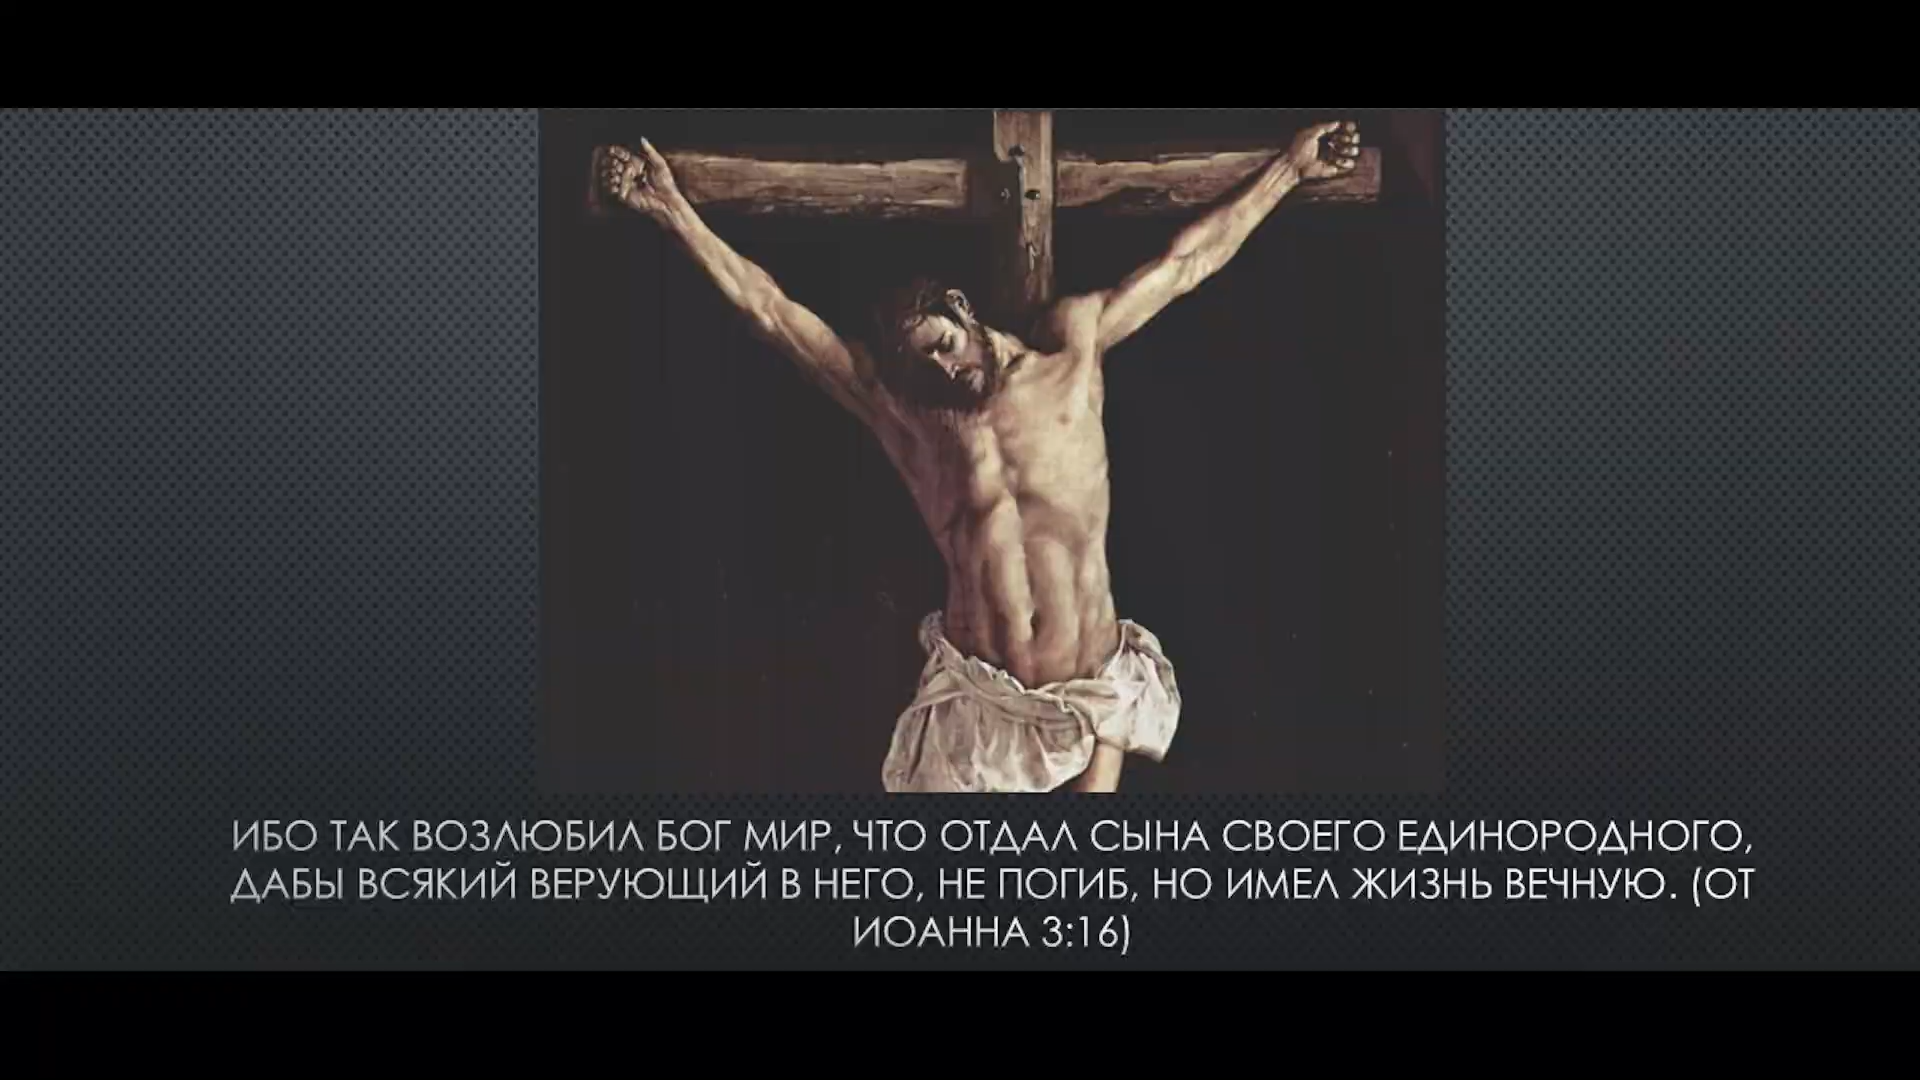 ИБО ТАК ВОЗЛЮБИЛ БОГ МИР, ЧТО ОТДАЛ СЫНА СВОЕГО ЕДИНОРОДНОГО,
ДАБЫ ВСЯКИЙ ВЕРУЮЩИЙ В НЕГО, НЕ ПОГИБ, НО ИМЕЛ ЖИЗНЬ ВЕЧНУЮ. (ОТ
ИОАННА 3:16)